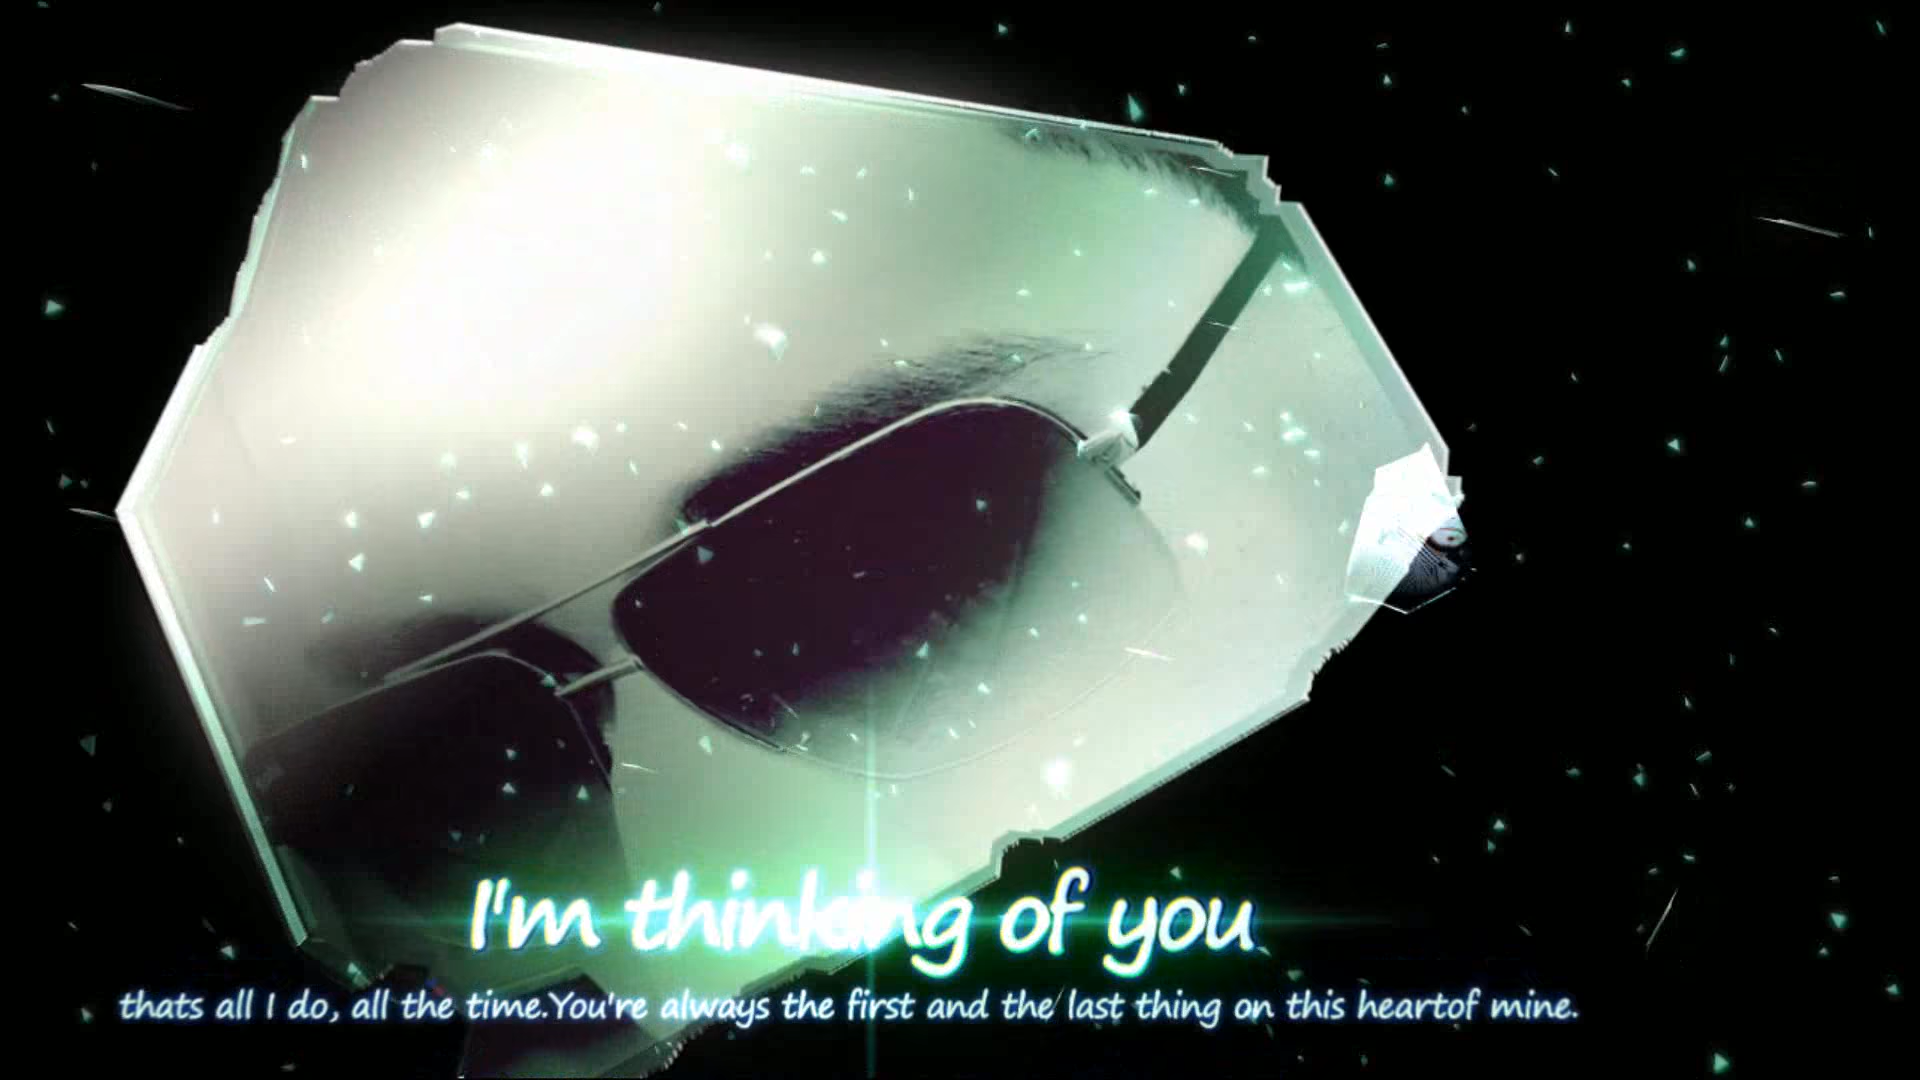 I'm thinking of you
thats all I do, all the time.You're always the first and the last thing on this heartof mine.